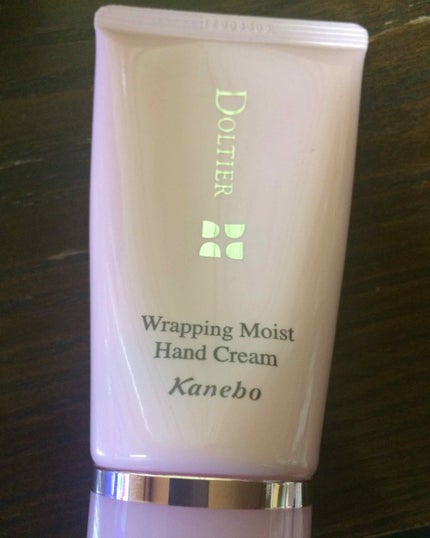 DOLTIER
Wrapping Moist
Hand Cream
Kanebo